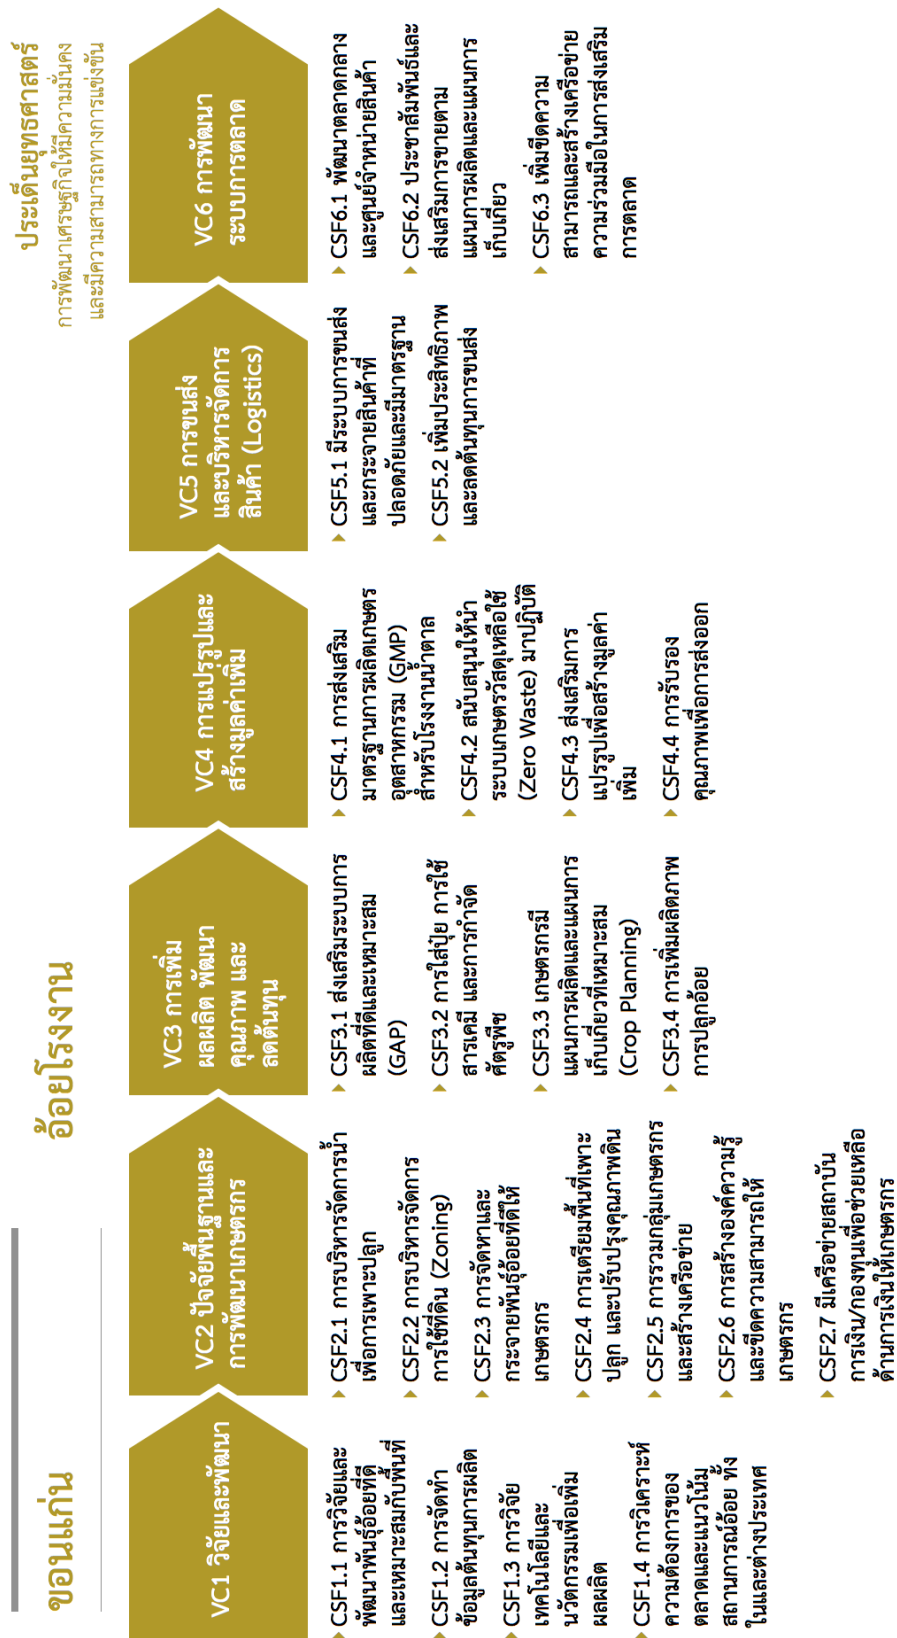 ขอนแก่น
อ้อยโรงงาน
ประเด็นยุทธศาสตร์
การพัฒนาเศรษฐกิจให้มีความมั่นคง
และมีความสามารถทางการแข่งขัน
VC1 วิจัยและพัฒนา
CSF1.1 การวิจัยและ
พัฒนาพันธุ์อ้อยที่ดี
และเหมาะสมกับพื้นที่
CSF1.2 การจัดทำ
ข้อมูลต้นทุนการผลิต
CSF1.3 การวิจัย
เทคโนโลยีและ
นวัตกรรมเพื่อเพิ่ม
ผลผลิต
CSF1.4 การวิเคราะห์
ความต้องการของ
ตลาดและแนวโน้ม
สถานการณ์อ้อย ทั้ง
ในและต่างประเทศ
VC2 ปัจจัยพื้นฐานและ
การพัฒนาเกษตรกร
CSF2.1 การบริหารจัดการน้ำ
เพื่อการเพาะปลูก
CSF2.2 การบริหารจัดการ
การใช้ที่ดิน (Zoning)
CSF2.3 การจัดหาและ
กระจายพันธุ์อ้อยที่ดีให้
เกษตรกร
CSF2.4 การเตรียมพื้นที่เพาะ
ปลูก และปรับปรุงคุณภาพดิน
CSF2.5 การรวมกลุ่มเกษตรกร
และสร้างเครือข่าย
CSF2.6 การสร้างองค์ความรู้
และขีดความสามารถให้
เกษตรกร
CSF2.7 มีเครือข่ายสถาบัน
การเงิน/กองทุนเพื่อช่วยเหลือ
ด้านการเงินให้เกษตรกร
VC3 การเพิ่ม
ผลผลิต พัฒนา
คุณภาพ และ
ลดต้นทุน
CSF3.1 ส่งเสริมระบบการ
ผลิตที่ดีและเหมาะสม
(GAP)
CSF3.2 การใส่ปุ๋ย การใช้
สารเคมี และการกำจัด
ศัตรูพืช
CSF3.3 เกษตรกรมี
แผนการผลิตและแผนการ
เก็บเกี่ยวที่เหมาะสม
(Crop Planning)
CSF3.4 การเพิ่มผลิตภาพ
การปลูกอ้อย
VC4 การแปรรูปและ
สร้างมูลค่าเพิ่ม
CSF4.1 การส่งเสริม
มาตรฐานการผลิตเกษตร
อุตสาหกรรม (GMP)
สำหรับโรงงานน้ำตาล
CSF4.2 สนับสนุนให้นำ
ระบบเกษตรวัสดุเหลือใช้
(Zero Waste) มาปฏิบัติ
CSF4.3 ส่งเสริมการ
แปรรูปเพื่อสร้างมูลค่า
เพิ่ม
CSF4.4 การรับรอง
คุณภาพเพื่อการส่งออก
VC5 การขนส่ง
และบริหารจัดการ
สินค้า (Logistics)
CSF5.1 มีระบบการขนส่ง
และกระจายสินค้าที่
ปลอดภัยและมีมาตรฐาน
CSF5.2 เพิ่มประสิทธิภาพ
และลดต้นทุนการขนส่ง
VC6 การพัฒนา
ระบบการตลาด
CSF6.1 พัฒนาตลาดกลาง
และศูนย์จำหน่ายสินค้า
CSF6.2 ประชาสัมพันธ์และ
ส่งเสริมการขายตาม
แผนการผลิตและแผนการ
เก็บเกี่ยว
CSF6.3 เพิ่มขีดความ
สามารถและสร้างเครือข่าย
ความร่วมมือในการส่งเสริม
การตลาด